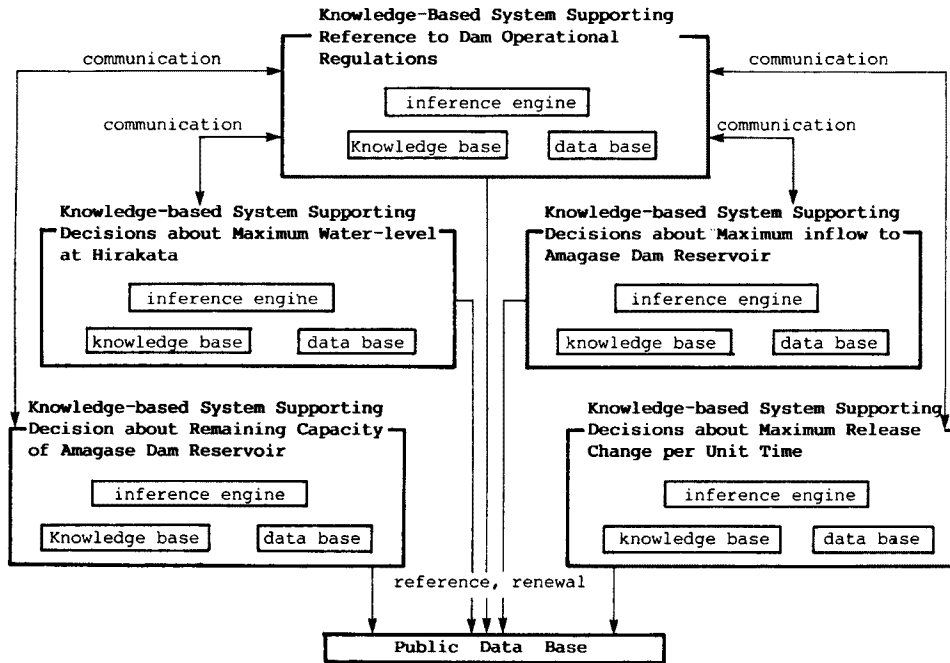 Knowledge-Based System Supporting
Reference to Dam Operational
Regulations
communication
communication
inference engine
communication
communication
Knowledge base
data base
Knowledge-based System Supporting
Decisions about Maximum Water-level
at Hirakata
inference engine
knowledge base
data base
Knowledge-based System Supporting
Decisions about Maximum inflow to
Amagase Dam Reservoir
inference engine
knowledge base
data base
Knowledge-based System Supporting
Decision about Remaining Capacity
of Amagase Dam Reservoir
inference engine
Knowledge base
data base
Knowledge-based System Supporting
Decisions about Maximum Release
Change per Unit Time
inference engine
knowledge base
data base
reference, renewal
Public Data Base